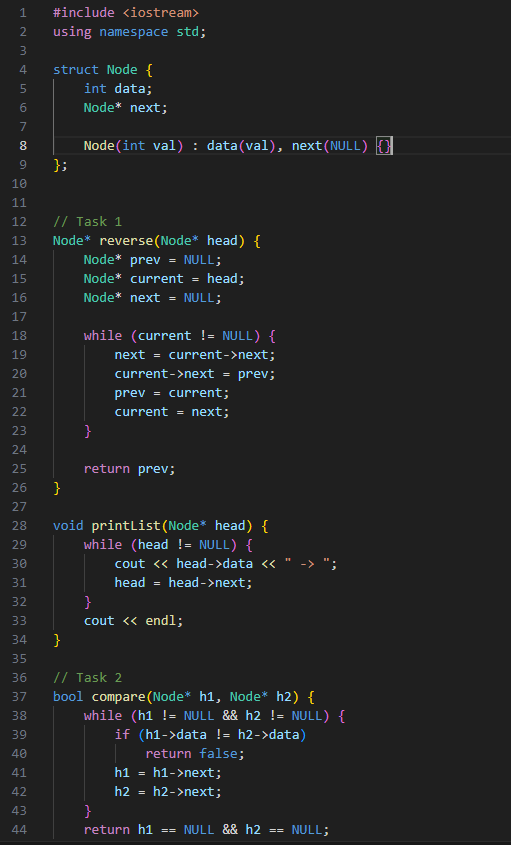 1 #include <iostream>
2 using namespace std;
3
4 struct Node {
5     int data;
6     Node* next;
7
8     Node(int val) : data(val), next(NULL) {}
9 };
10
11
12 // Task 1
13 Node* reverse(Node* head) {
14     Node* prev = NULL;
15     Node* current = head;
16     Node* next = NULL;
17
18     while (current != NULL) {
19         next = current->next;
20         current->next = prev;
21         prev = current;
22         current = next;
23     }
24
25     return prev;
26 }
27
28 void printList(Node* head) {
29     while (head != NULL) {
30         cout << head->data << " -> ";
31         head = head->next;
32     }
33     cout << endl;
34 }
35
36 // Task 2
37 bool compare(Node* h1, Node* h2) {
38     while (h1 != NULL && h2 != NULL) {
39         if (h1->data != h2->data)
40             return false;
41         h1 = h1->next;
42         h2 = h2->next;
43     }
44     return h1 == NULL && h2 == NULL;